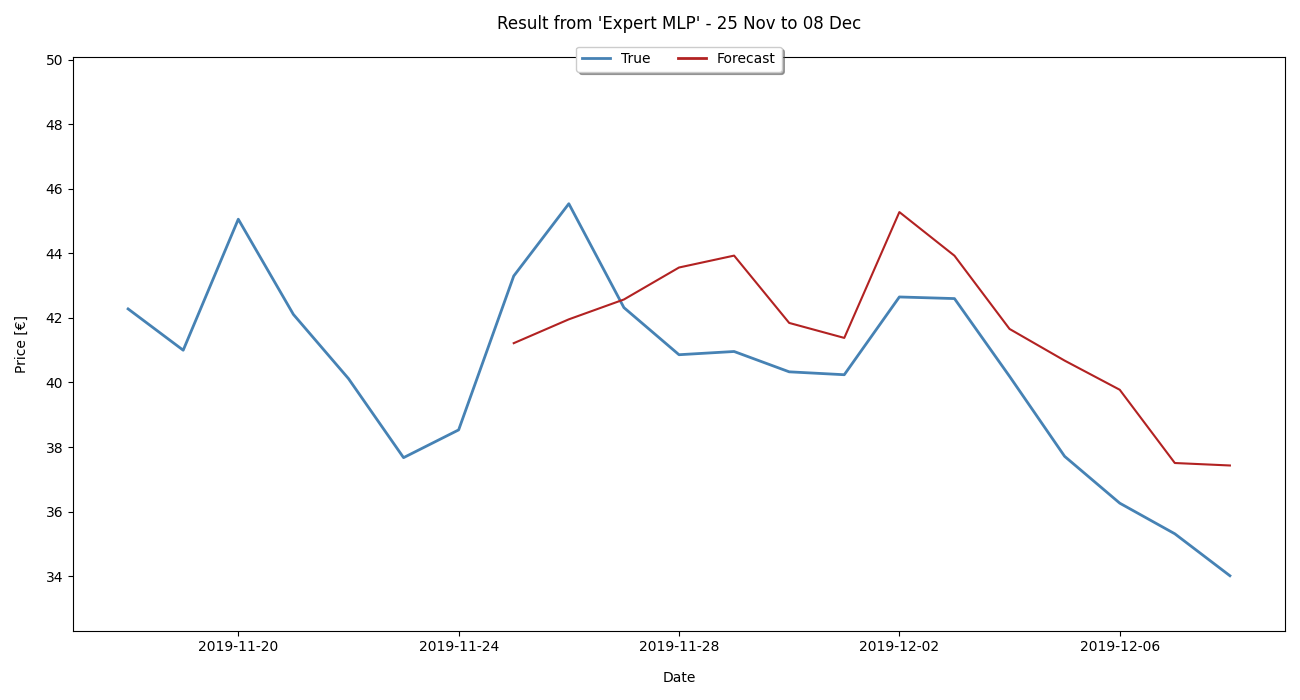 Result from 'Expert MLP' - 25 Nov to 08 Dec
True Forecast
50
48
46
44
42
40
38
36
34
Price [€]
2019-11-20 2019-11-24 2019-11-28 2019-12-02 2019-12-06
Date